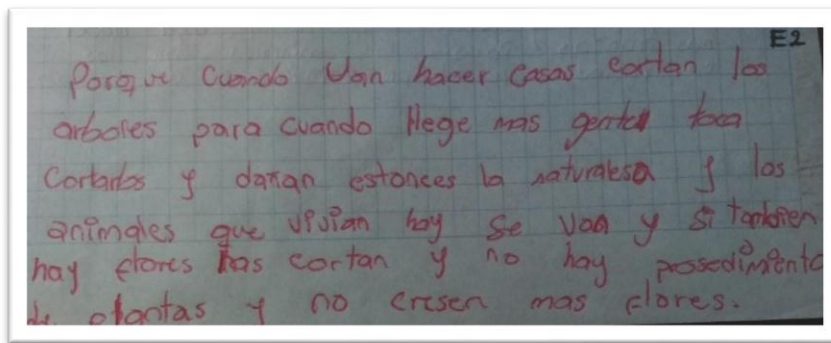 E2
Porque cuando Van hacer casas cortan los
arboles para cuando llege mas gente toca
Cortarlos y dañan estonces la naturalesa y los
animales que vivian hay se van y si tambien
hay flores las cortan y no hay prosedimento
de plantas y no cresen mas flores.